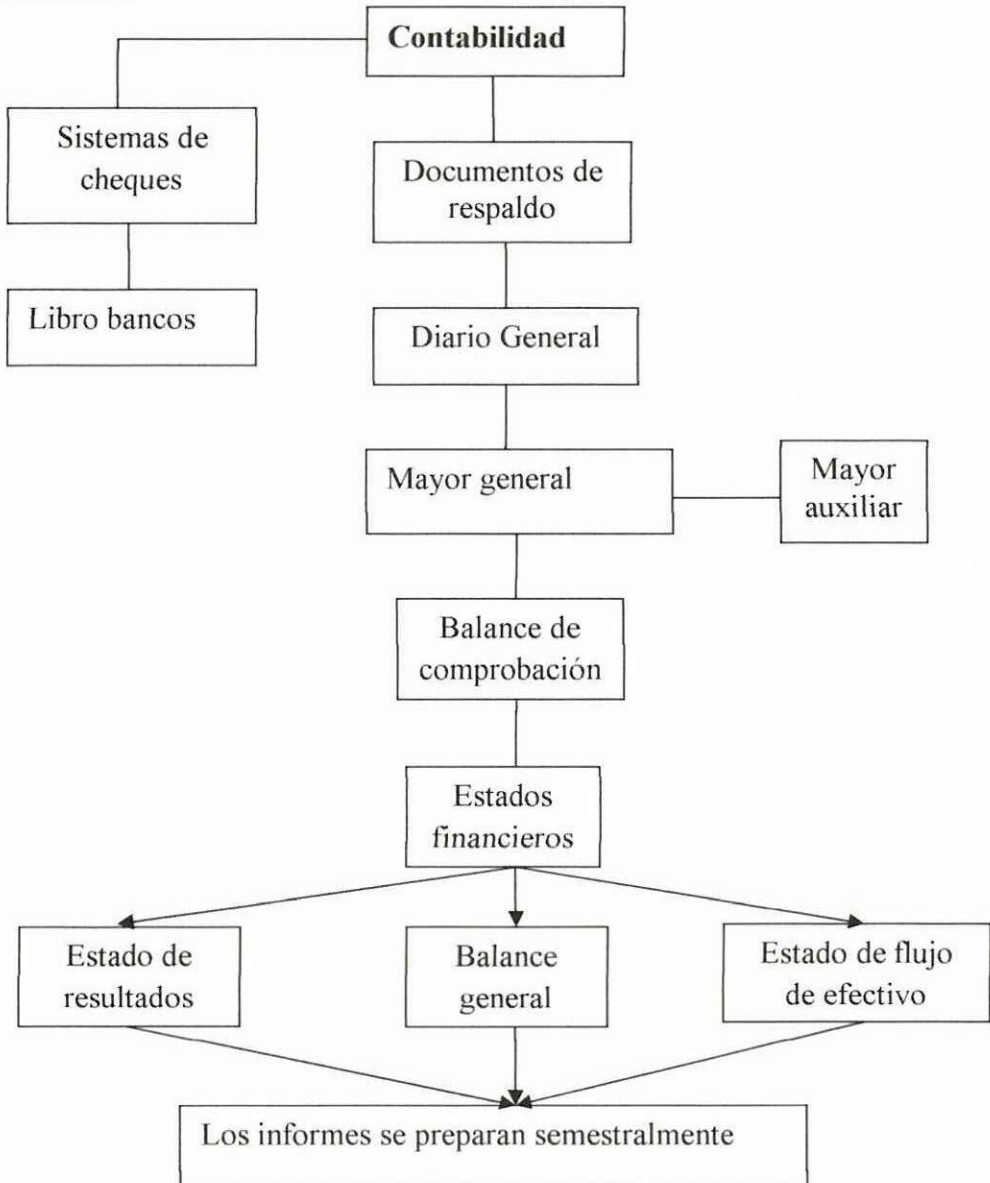 Contabilidad
Sistemas de
cheques
Documentos de
respaldo
Libro bancos
Diario General
Mayor general
Mayor
auxiliar
Balance de
comprobación
Estados
financieros
Estado de
resultados
Balance
general
Estado de flujo
de efectivo
Los informes se preparan semestralmente